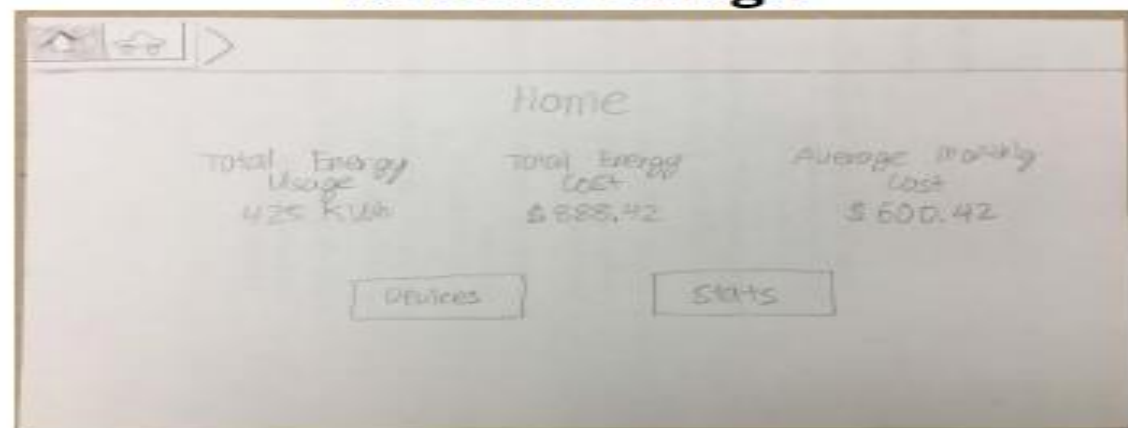 Home
Total Energy
Usage
425 KWh
Total Energy
Cost
$888.42
Average Monthly
Cost
$600.42
Devices
Stats